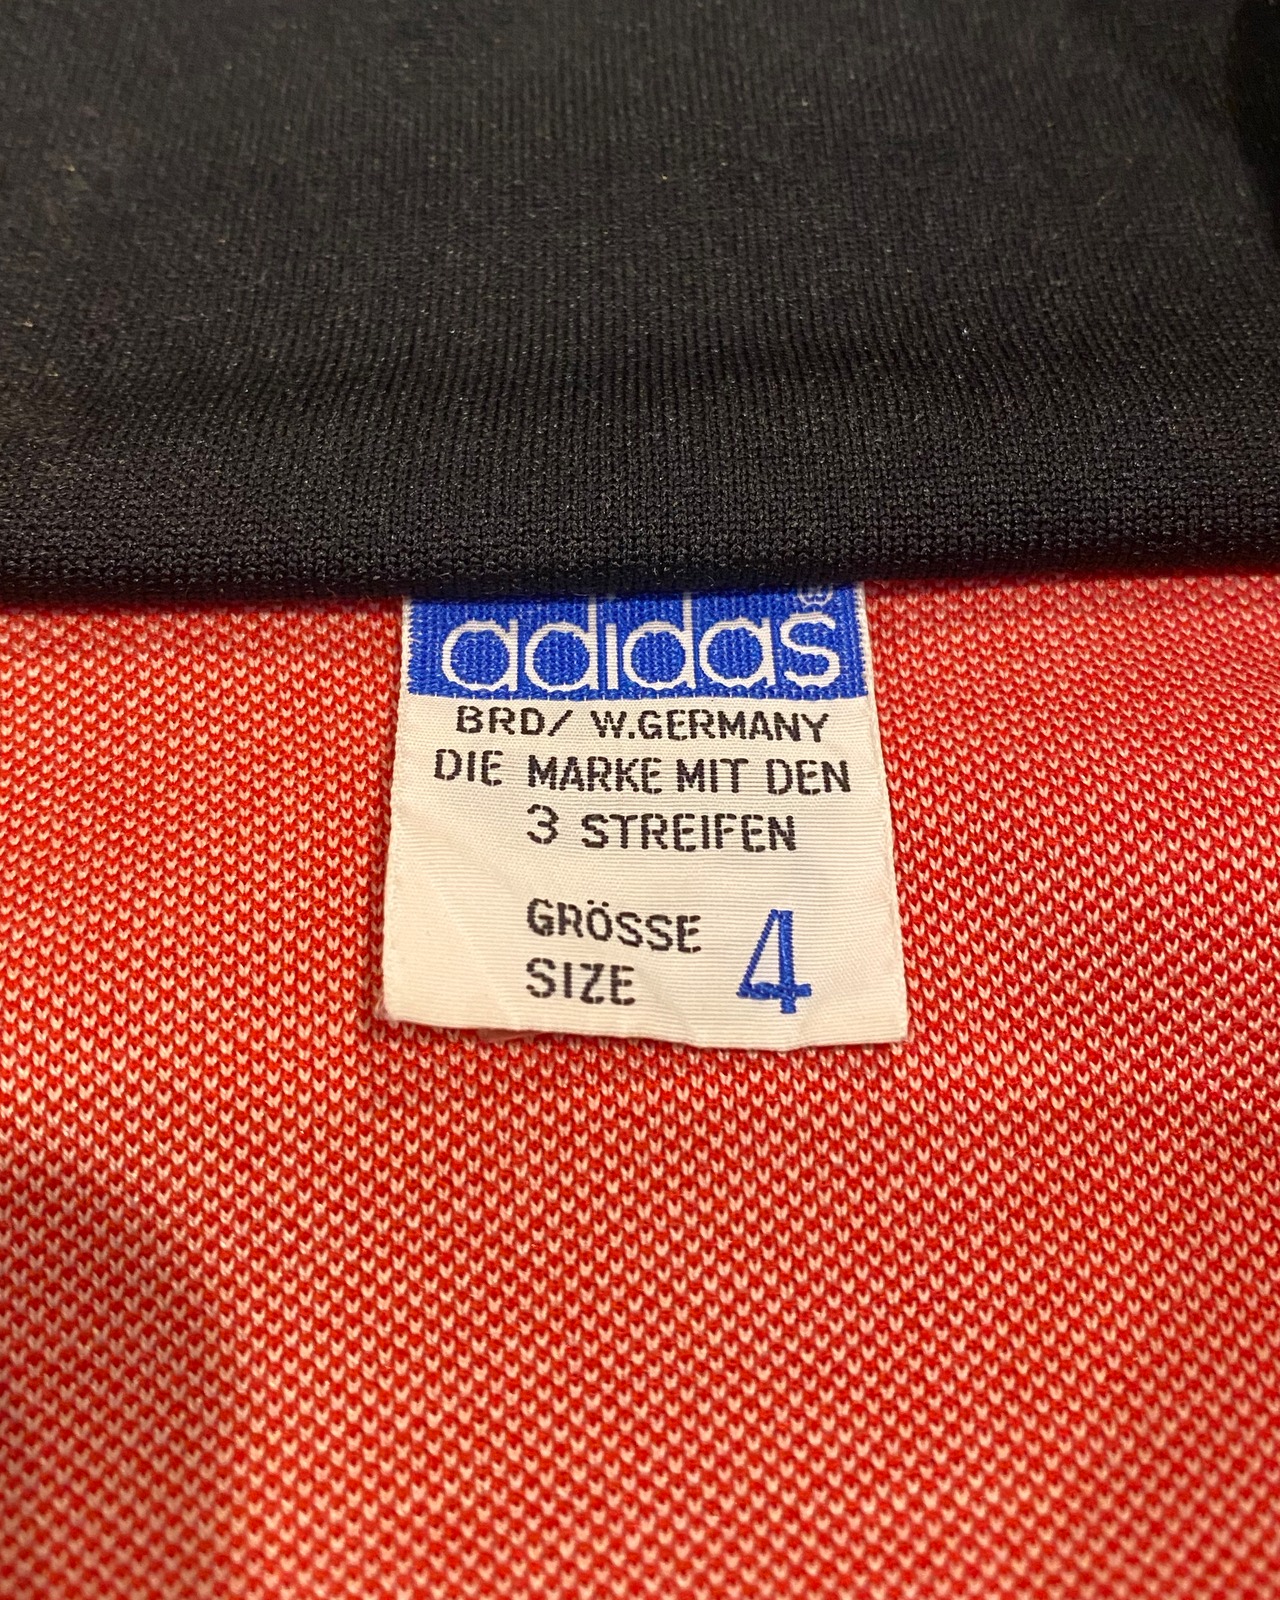 adidas®
BRD/ W.GERMANY
DIE MARKE MIT DEN
3 STREIFEN
GRÖSSE
SIZE 4